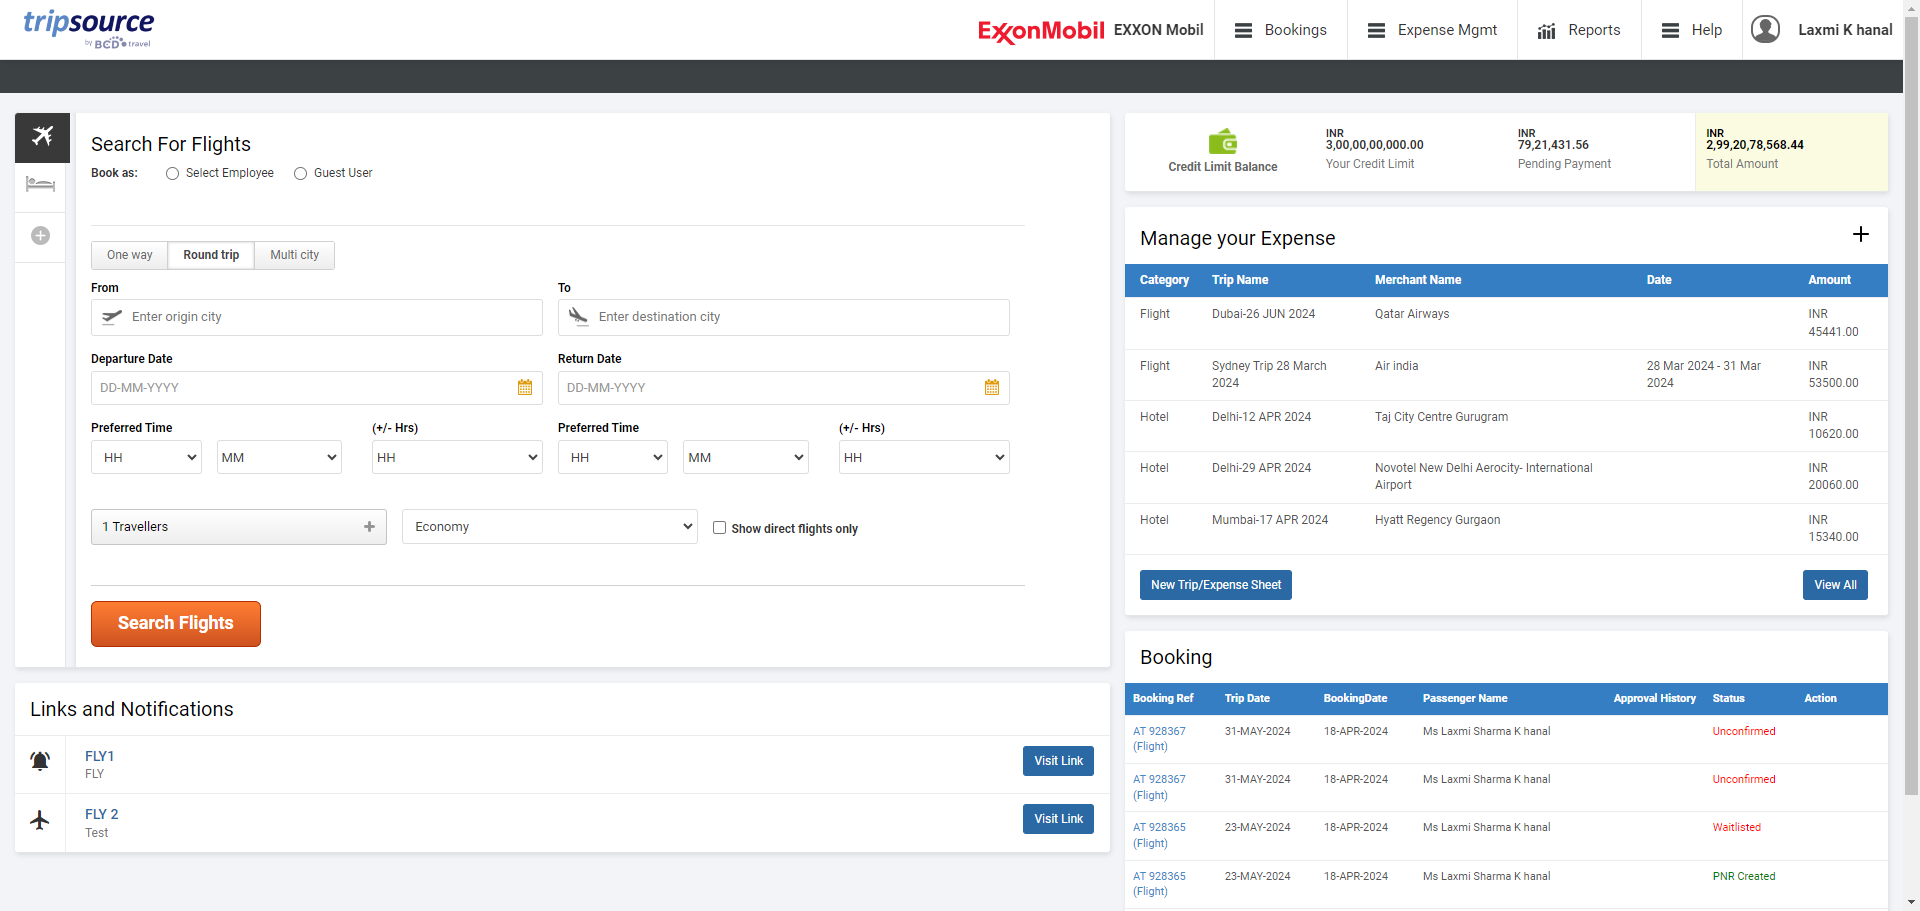 tripsource
by BCD travel
ExxonMobil EXXON Mobil
Bookings
Expense Mgmt
Reports
Help
Laxmi K hanal
Search For Flights
Book as: Select Employee Guest User
One way Round trip Multi city
From To
Enter origin city Enter destination city
Departure Date Return Date
DD-MM-YYYY DD-MM-YYYY
Preferred Time (+/- Hrs) Preferred Time (+/- Hrs)
HH MM HH HH MM HH
1 Travellers + Economy Show direct flights only
Search Flights
Links and Notifications
FLY1
FLY
Visit Link
FLY 2
Test
Visit Link
Credit Limit Balance
INR
3,00,00,00,000.00
Your Credit Limit
INR
79,21,431.56
Pending Payment
INR
2,99,20,78,568.44
Total Amount
Manage your Expense +
Category Trip Name Merchant Name Date Amount
Flight Dubai-26 JUN 2024 Qatar Airways INR
45441.00
Flight Sydney Trip 28 March Air india 28 Mar 2024 - 31 Mar INR
2024 2024 53500.00
Hotel Delhi-12 APR 2024 Taj City Centre Gurugram INR
10620.00
Hotel Delhi-29 APR 2024 Novotel New Delhi Aerocity- International INR
Airport 20060.00
Hotel Mumbai-17 APR 2024 Hyatt Regency Gurgaon INR
15340.00
New Trip/Expense Sheet View All
Booking
Booking Ref Trip Date BookingDate Passenger Name Approval History Status Action
AT 928367 31-MAY-2024 18-APR-2024 Ms Laxmi Sharma K hanal Unconfirmed
(Flight)
AT 928367 31-MAY-2024 18-APR-2024 Ms Laxmi Sharma K hanal Unconfirmed
(Flight)
AT 928365 23-MAY-2024 18-APR-2024 Ms Laxmi Sharma K hanal Waitlisted
(Flight)
AT 928365 23-MAY-2024 18-APR-2024 Ms Laxmi Sharma K hanal PNR Created
(Flight)